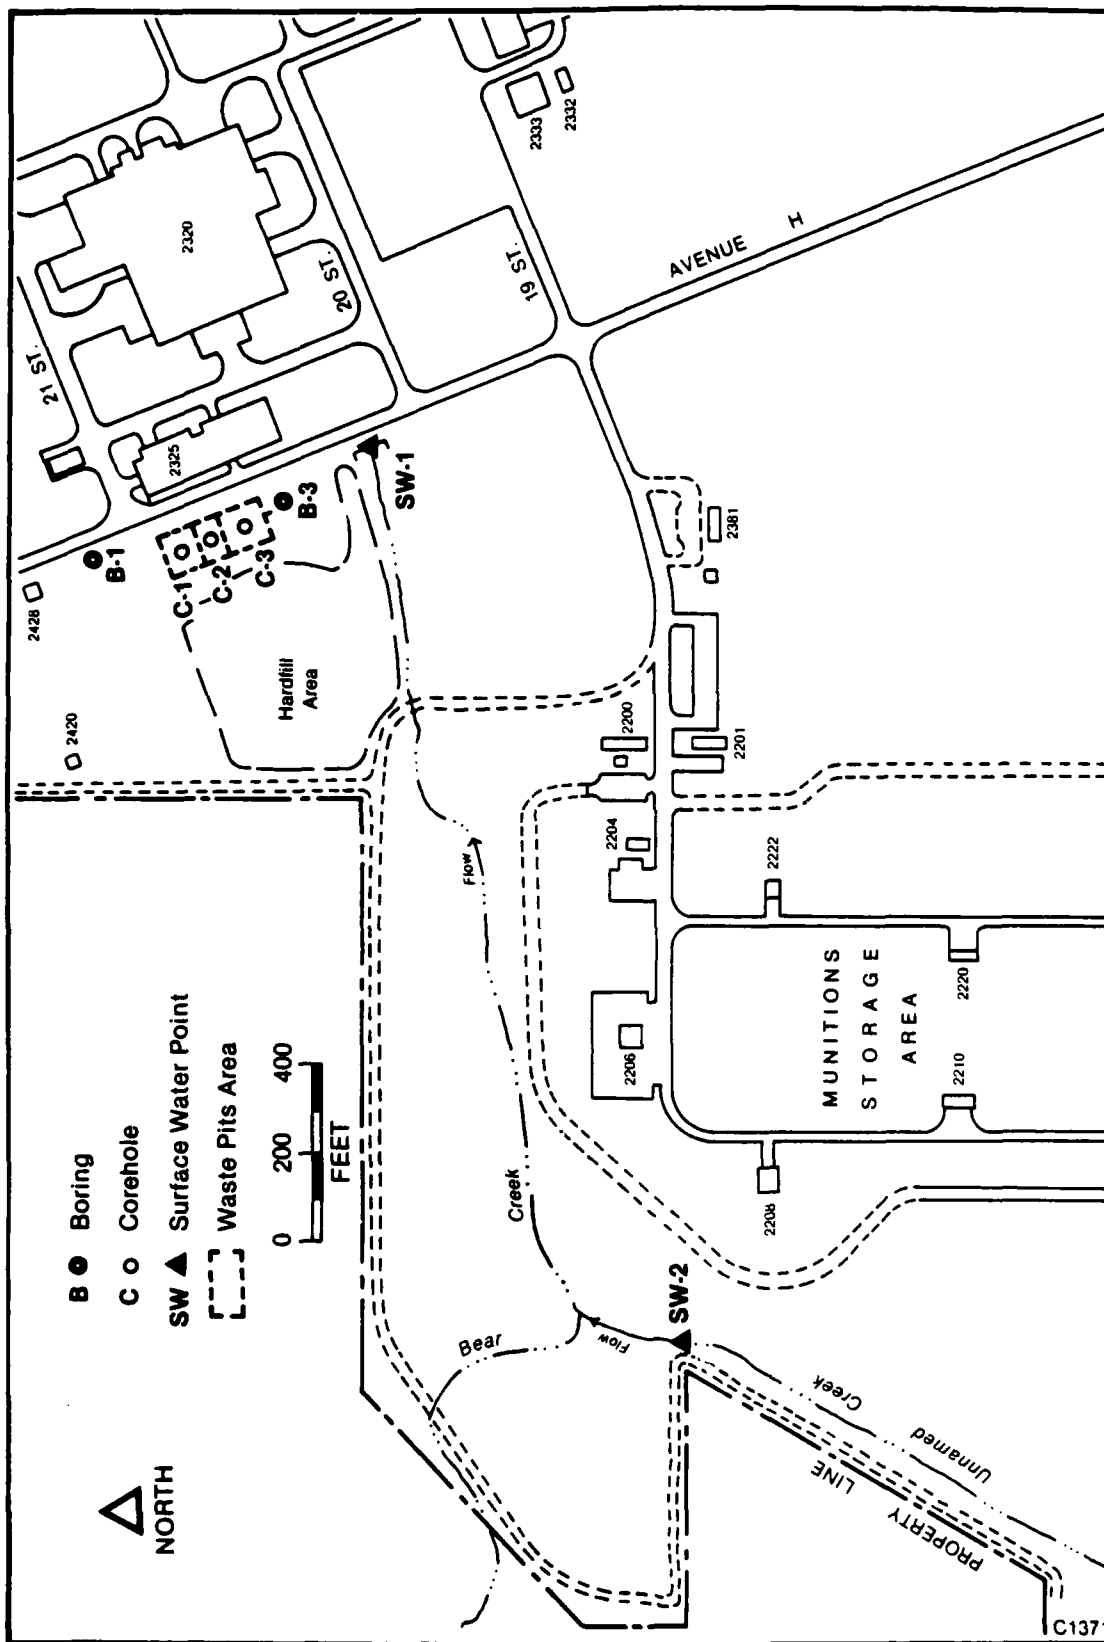 NORTH
B Boring
C Corehole
SW Surface Water Point
Waste Pits Area
0 200 400
FEET
2428
2420
B-1
C-1
C-2
C-3
B-3
Hardfill
Area
SW-1
21 ST.
2325
2320
20 ST.
19 ST.
2333
2332
AVENUE H
2381
2200
2201
2204
Flow
2222
2206
2220
2210
MUNITIONS
STORAGE
AREA
2208
Creek
Bear
Flow
SW-2
Unnamed Creek
PROPERTY LINE
C1371